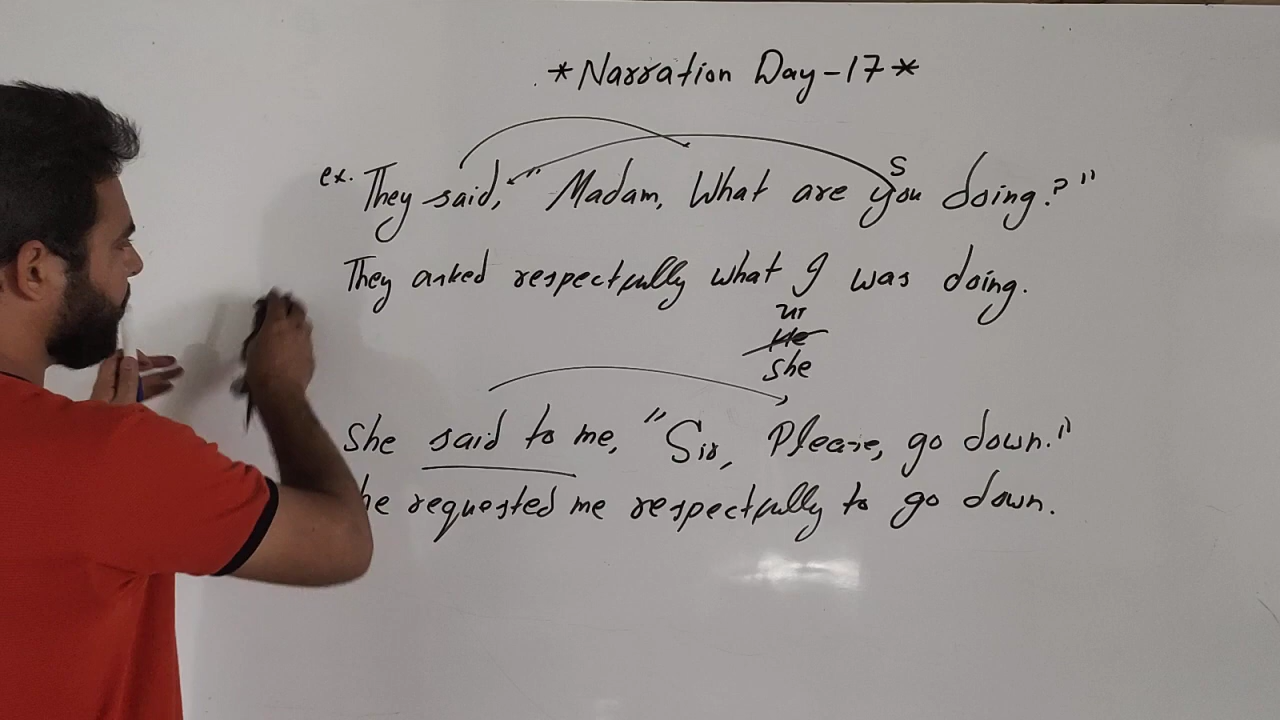 *Narration Day-17*
ex. They said, "Madam, What are you doing?"
S
They asked respectfully what I was doing.
या
He
she
She said to me, "Sir, Please, go down."
he requested me respectfully to go down.